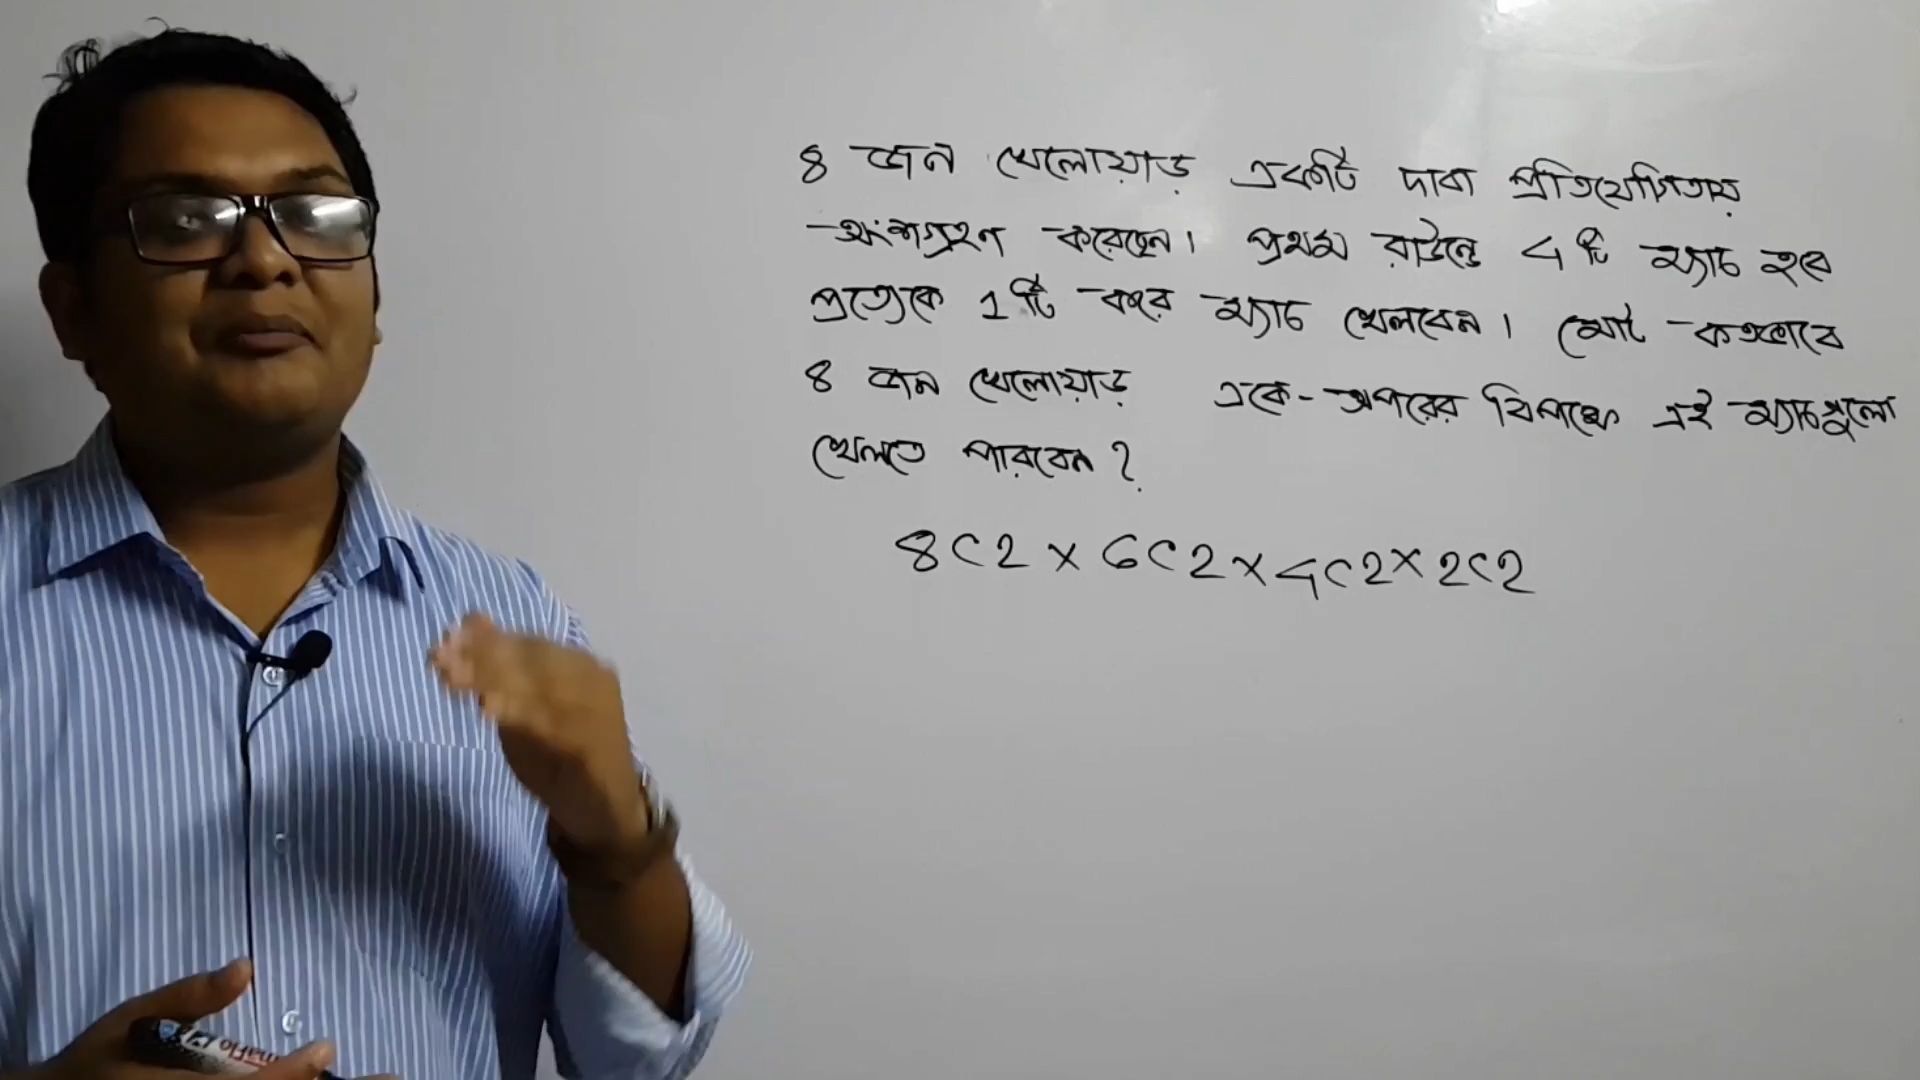 8 জন খেলোয়াড় একটি দাবা প্রতিযোগিতায়
অংশগ্রহণ করেছেন। প্রথম রাউন্ডে 4 টি ম্যাচ হবে
প্রত্যেকে 1 টি করে ম্যাচ খেলবেন। মোট কতভাবে
8 জন খেলোয়াড় একে-অপরের বিপক্ষে এই ম্যাচগুলো
খেলতে পারবেন?
8C2 × 6C2 × 4C2 × 2C2